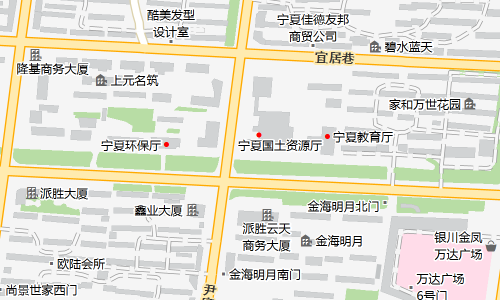 酷美发型
设计室
宁夏佳德友邦
商贸公司
碧水蓝天
宜居巷
隆基商务大厦
上元名筑
家和万世花园
宁夏环保厅
宁夏国土资源厅
宁夏教育厅
派胜大厦
鑫业大厦
金海明月北门
派胜云天
商务大厦
金海明月
银川金凤
万达广场
欧陆会所
金海明月南门
万达广场
6号门
尚景世家西门
尹